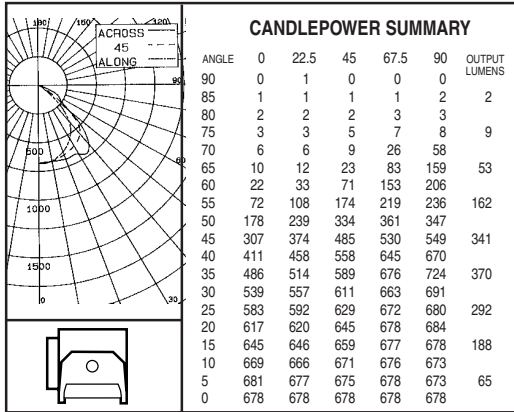 180 150 120
ACROSS
45
ALONG
90
500
60
1000
1500
0 30
CANDLEPOWER SUMMARY
ANGLE 0 22.5 45 67.5 90 OUTPUT LUMENS
90 0 1 0 0 0
85 1 1 1 1 2 2
80 2 2 2 3 3
75 3 3 5 7 8 9
70 6 6 9 26 58
65 10 12 23 83 159 53
60 22 33 71 153 206
55 72 108 174 219 236 162
50 178 239 334 361 347
45 307 374 485 530 549 341
40 411 458 558 645 670
35 486 514 589 676 724 370
30 539 557 611 663 691
25 583 592 629 672 680 292
20 617 620 645 678 684
15 645 646 659 677 678 188
10 669 666 671 676 673
5 681 677 675 678 673 65
0 678 678 678 678 678